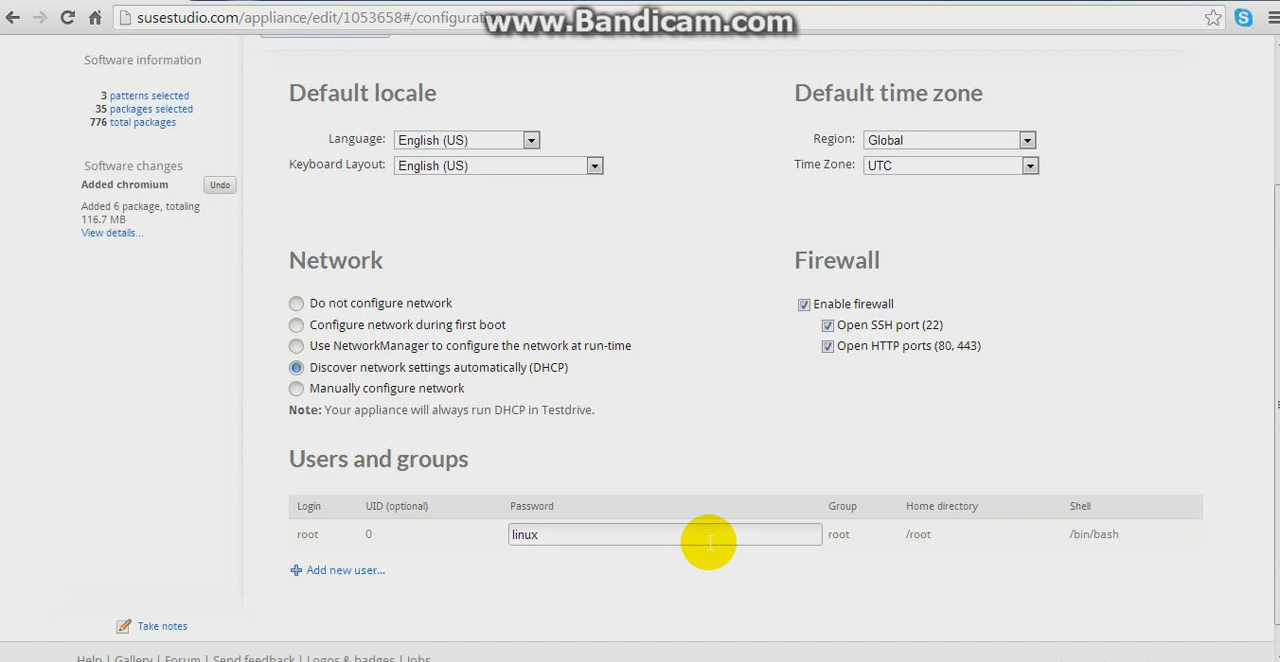 susestudio.com/appliance/edit/1053658#/configurati
www.Bandicam.com
Software information
3 patterns selected
35 packages selected
776 total packages
Software changes
Added chromium
Undo
Added 6 package, totaling
116.7 MB
View details...
Default locale
Language: English (US)
Keyboard Layout: English (US)
Default time zone
Region: Global
Time Zone: UTC
Network
Do not configure network
Configure network during first boot
Use NetworkManager to configure the network at run-time
Discover network settings automatically (DHCP)
Manually configure network
Note: Your appliance will always run DHCP in Testdrive.
Firewall
Enable firewall
Open SSH port (22)
Open HTTP ports (80, 443)
Users and groups
Login UID (optional) Password Group Home directory Shell
root 0 linux root /root /bin/bash
Add new user...
Take notes
Help | Gallery | Forum | Send feedback | Logos & badges | Jobs